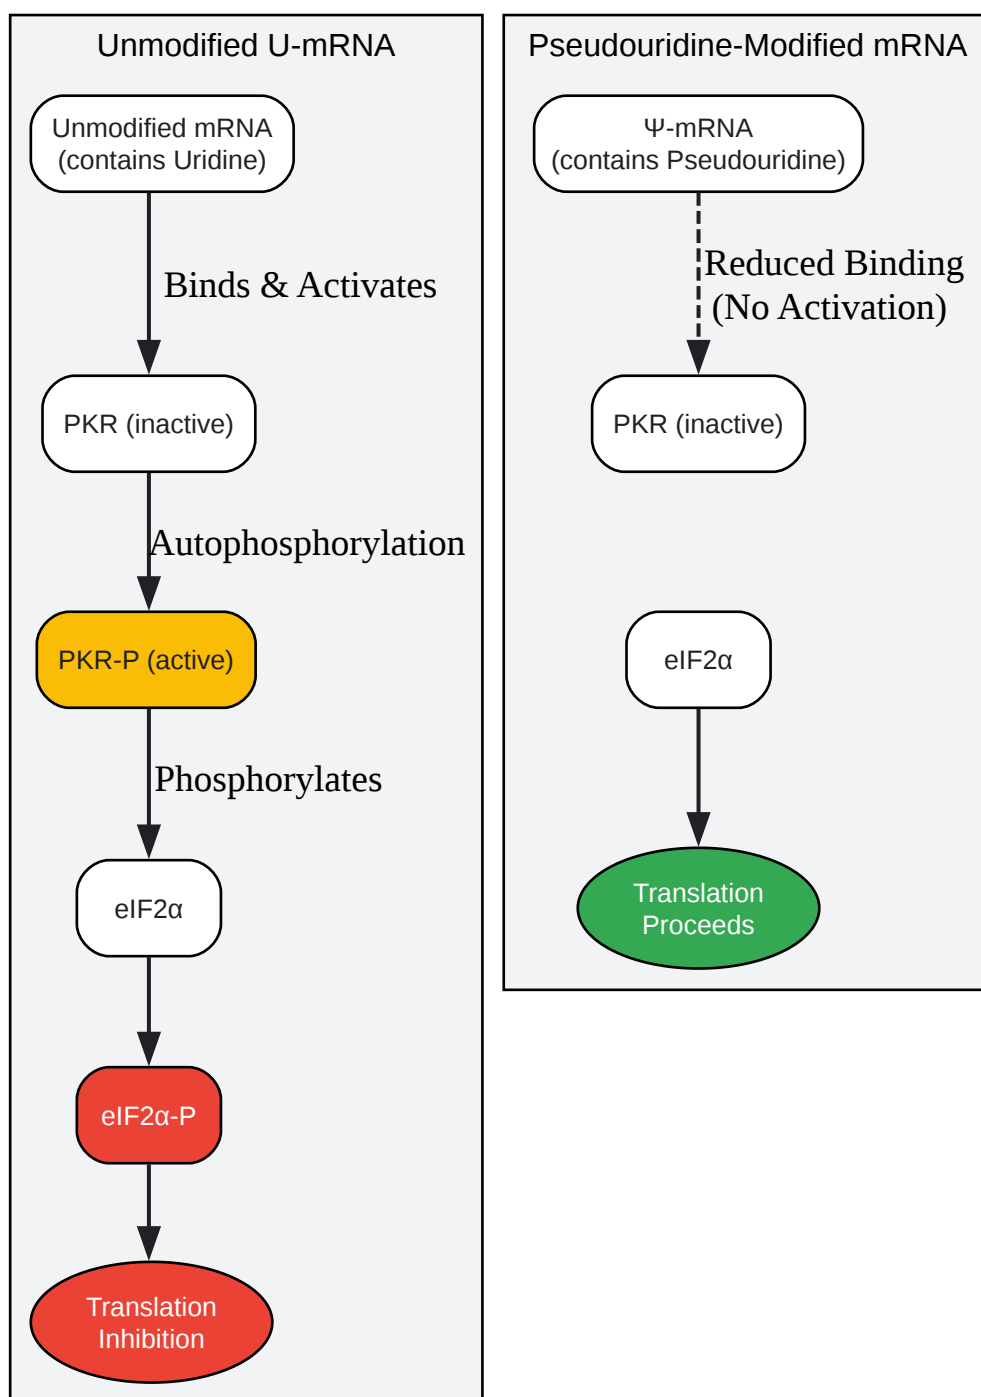 Unmodified U-mRNA
Unmodified mRNA
(contains Uridine)
Binds & Activates
PKR (inactive)
Autophosphorylation
PKR-P (active)
Phosphorylates
eIF2α
eIF2α-P
Translation
Inhibition
Pseudouridine-Modified mRNA
Ψ-mRNA
(contains Pseudouridine)
Reduced Binding
(No Activation)
PKR (inactive)
eIF2α
Translation
Proceeds